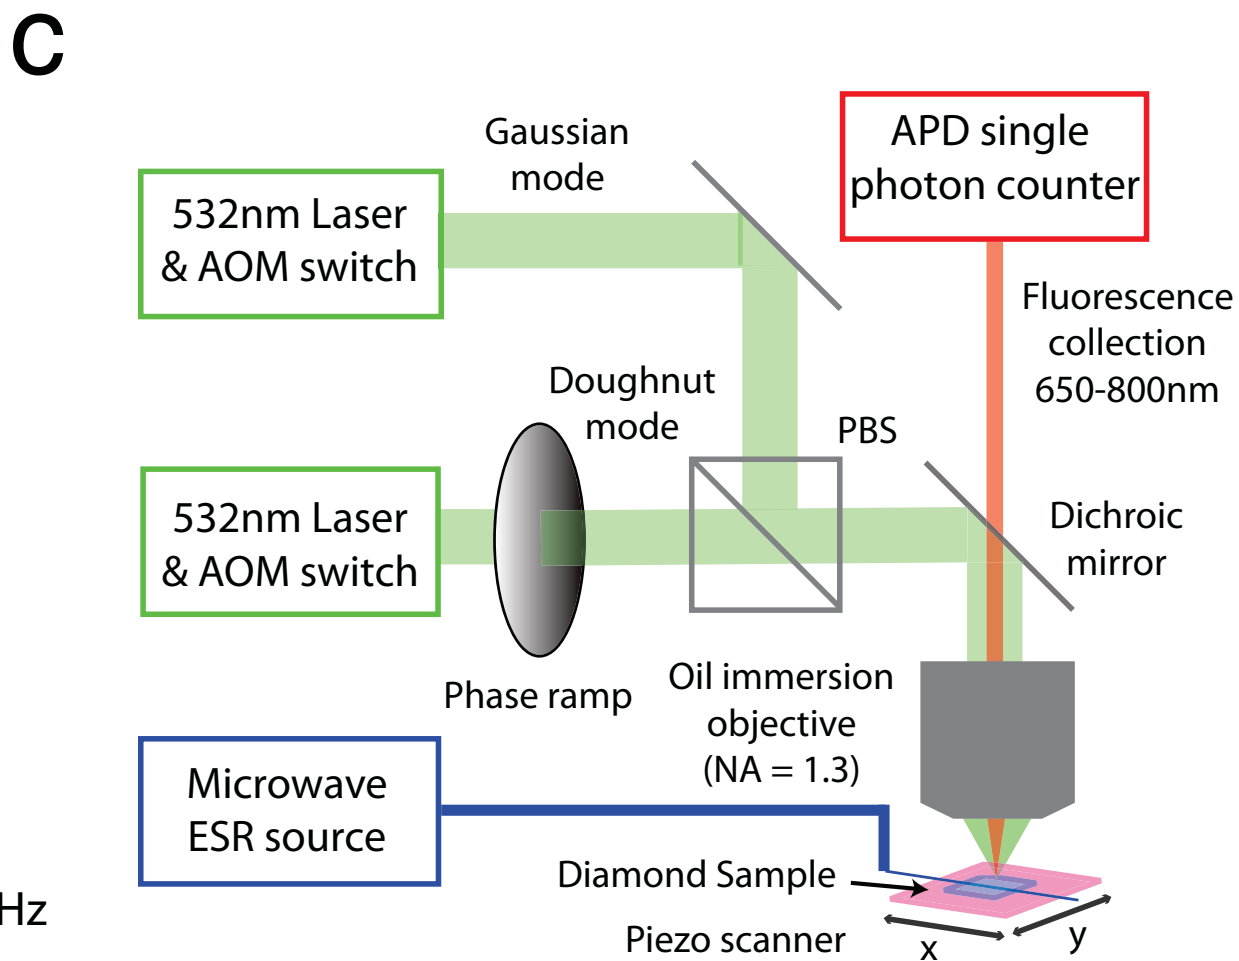 C
Gaussian
mode
APD single
photon counter
532nm Laser
& AOM switch
Fluorescence
collection
650-800nm
Doughnut
mode
PBS
532nm Laser
& AOM switch
Dichroic
mirror
Phase ramp
Oil immersion
objective
(NA = 1.3)
Microwave
ESR source
Diamond Sample
Hz
Piezo scanner
x
y